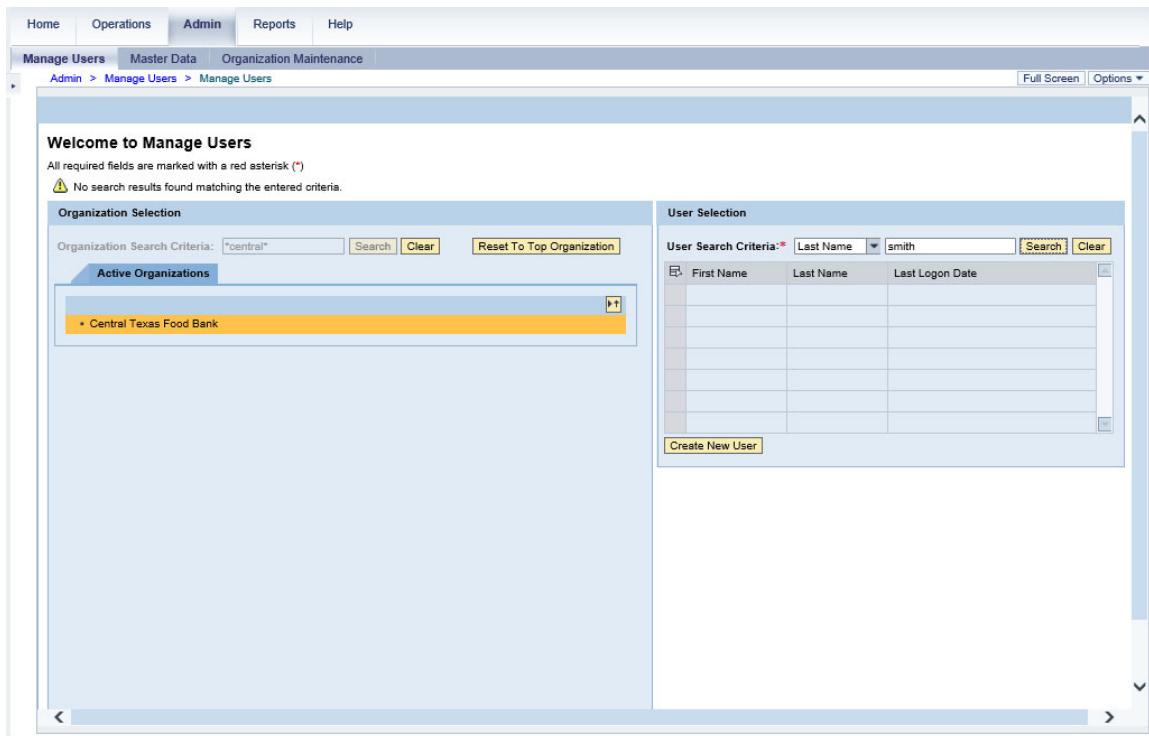 Home Operations Admin Reports Help
Manage Users Master Data Organization Maintenance
Admin > Manage Users > Manage Users Full Screen Options
Welcome to Manage Users
All required fields are marked with a red asterisk (*)
No search results found matching the entered criteria.
Organization Selection
Organization Search Criteria: *central* Search Clear Reset To Top Organization
Active Organizations
• Central Texas Food Bank
User Selection
User Search Criteria:* Last Name smith Search Clear
First Name Last Name Last Logon Date
Create New User